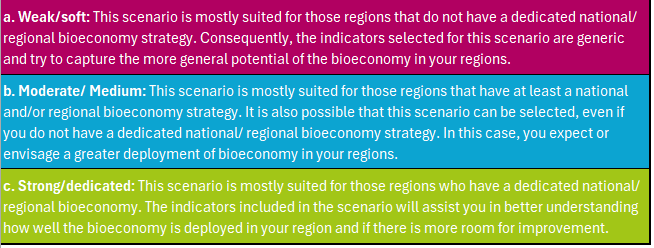 a. Weak/soft: This scenario is mostly suited for those regions that do not have a dedicated national/
regional bioeconomy strategy. Consequently, the indicators selected for this scenario are generic
and try to capture the more general potential of the bioeconomy in your regions.
b. Moderate/ Medium: This scenario is mostly suited for those regions that have at least a national
and/or regional bioeconomy strategy. It is also possible that this scenario can be selected, even if
you do not have a dedicated national/ regional bioeconomy strategy. In this case, you expect or
envisage a greater deployment of bioeconomy in your regions.
c. Strong/dedicated: This scenario is mostly suited for those regions who have a dedicated national/
regional bioeconomy. The indicators included in the scenario will assist you in better understanding
how well the bioeconomy is deployed in your region and if there is more room for improvement.